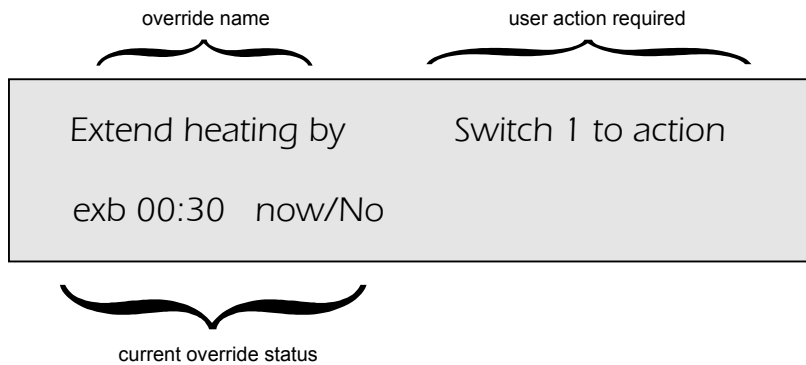 override name user action required
Extend heating by Switch 1 to action
exb 00:30 now/No
current override status